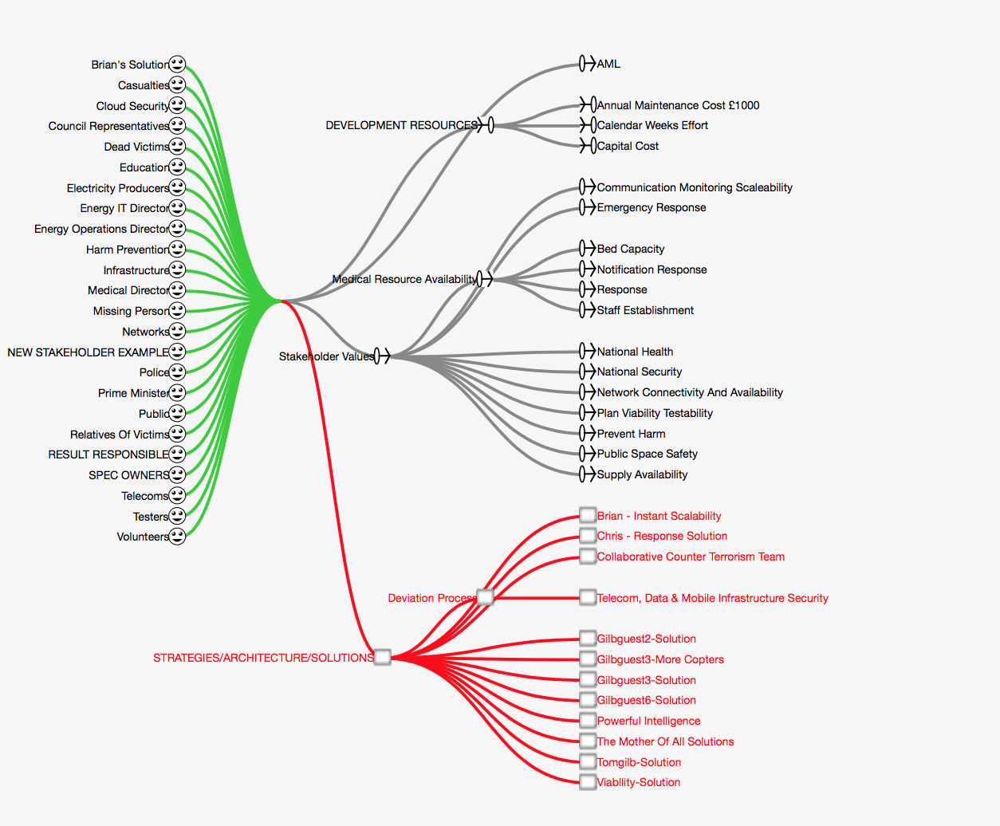 Brian's Solution
Casualties
Cloud Security
Council Representatives
Dead Victims
Education
Electricity Producers
Energy IT Director
Energy Operations Director
Harm Prevention
Infrastructure
Medical Director
Missing Person
Networks
NEW STAKEHOLDER EXAMPLE
Police
Prime Minister
Public
Relatives Of Victims
RESULT RESPONSIBLE
SPEC OWNERS
Telecoms
Testers
Volunteers
AML
DEVELOPMENT RESOURCES
Annual Maintenance Cost £1000
Calendar Weeks Effort
Capital Cost
Stakeholder Values
Communication Monitoring Scaleability
Emergency Response
Medical Resource Availability
Bed Capacity
Notification Response
Response
Staff Establishment
National Health
National Security
Network Connectivity And Availability
Plan Viability Testability
Prevent Harm
Public Space Safety
Supply Availability
STRATEGIES/ARCHITECTURE/SOLUTIONS
Brian - Instant Scalability
Chris - Response Solution
Collaborative Counter Terrorism Team
Deviation Process
Telecom, Data & Mobile Infrastructure Security
Gilbguest2-Solution
Gilbguest3-More Copters
Gilbguest3-Solution
Gilbguest6-Solution
Powerful Intelligence
The Mother Of All Solutions
Tomgilb-Solution
Viabllity-Solution